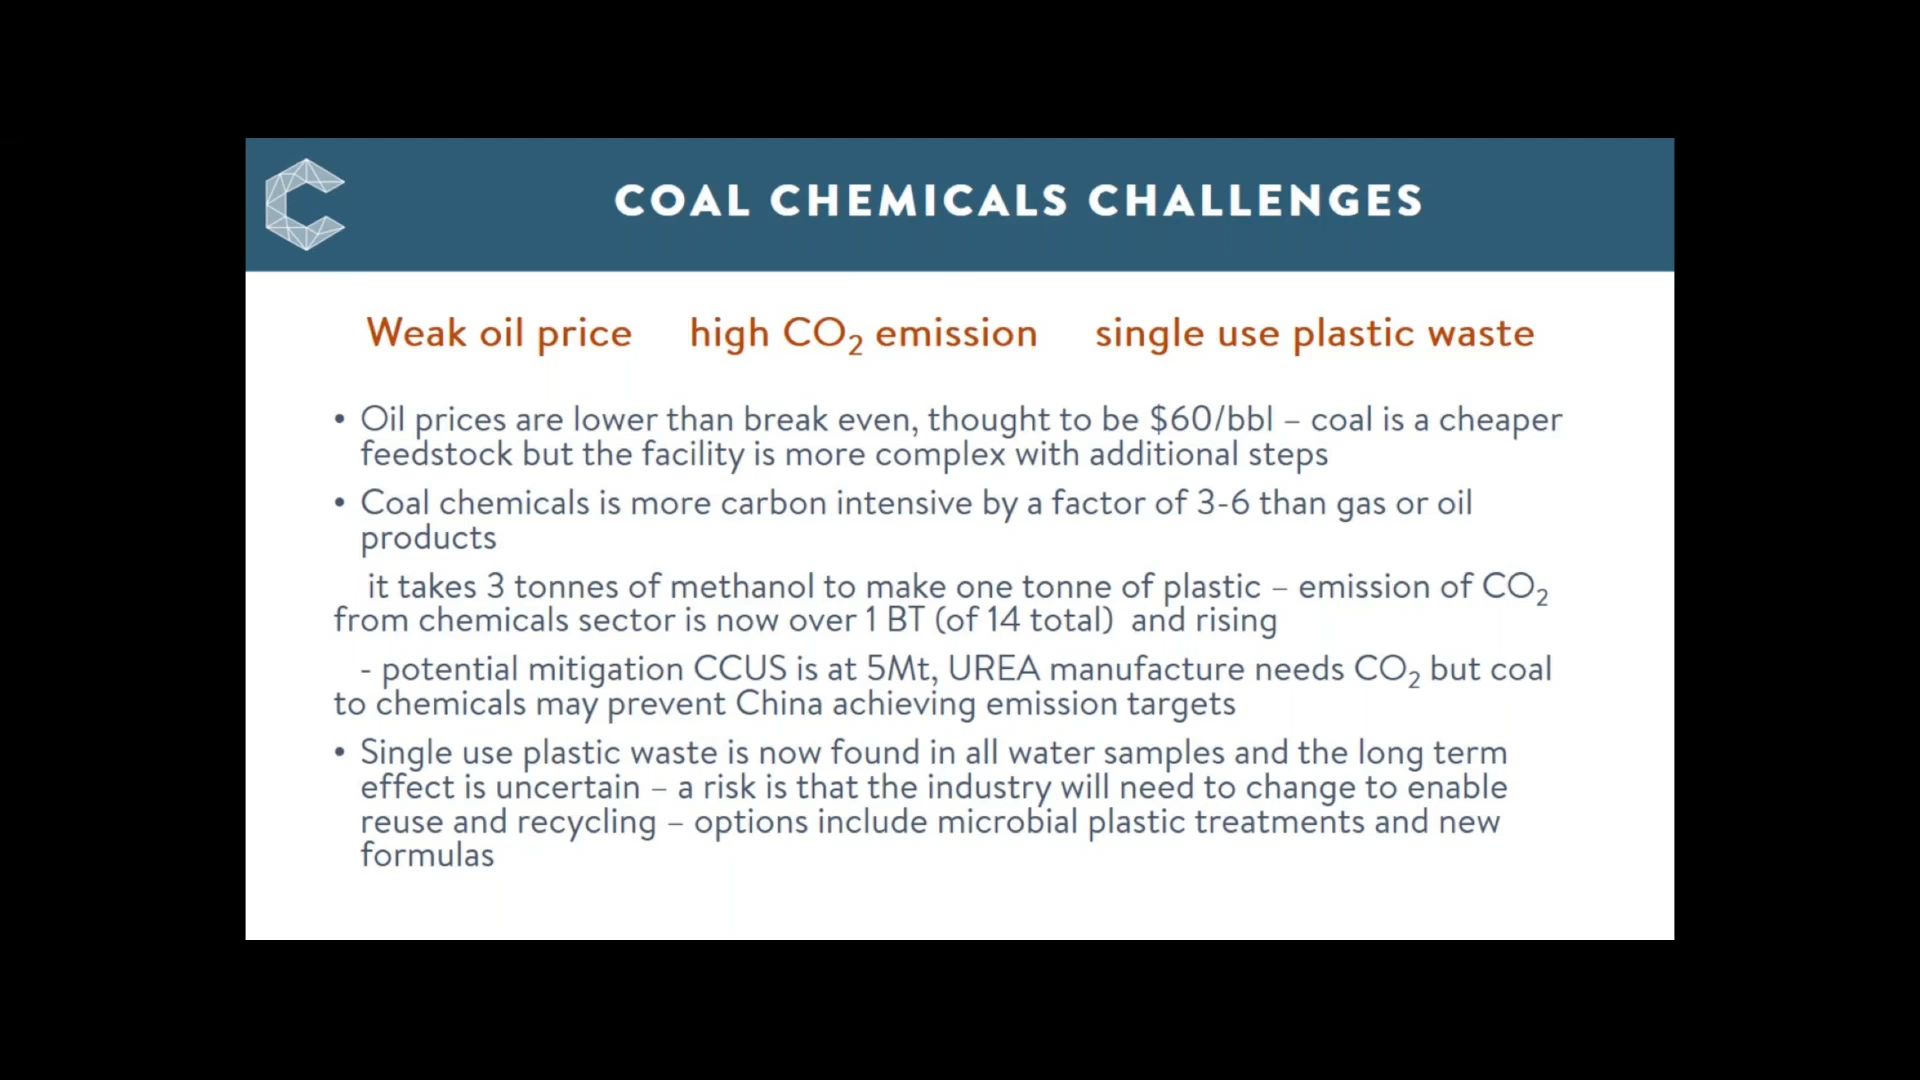 COAL CHEMICALS CHALLENGES
Weak oil price high CO₂ emission single use plastic waste
• Oil prices are lower than break even, thought to be $60/bbl – coal is a cheaper
feedstock but the facility is more complex with additional steps
• Coal chemicals is more carbon intensive by a factor of 3-6 than gas or oil
products
it takes 3 tonnes of methanol to make one tonne of plastic – emission of CO₂
from chemicals sector is now over 1 BT (of 14 total) and rising
- potential mitigation CCUS is at 5Mt, UREA manufacture needs CO₂ but coal
to chemicals may prevent China achieving emission targets
• Single use plastic waste is now found in all water samples and the long term
effect is uncertain – a risk is that the industry will need to change to enable
reuse and recycling – options include microbial plastic treatments and new
formulas